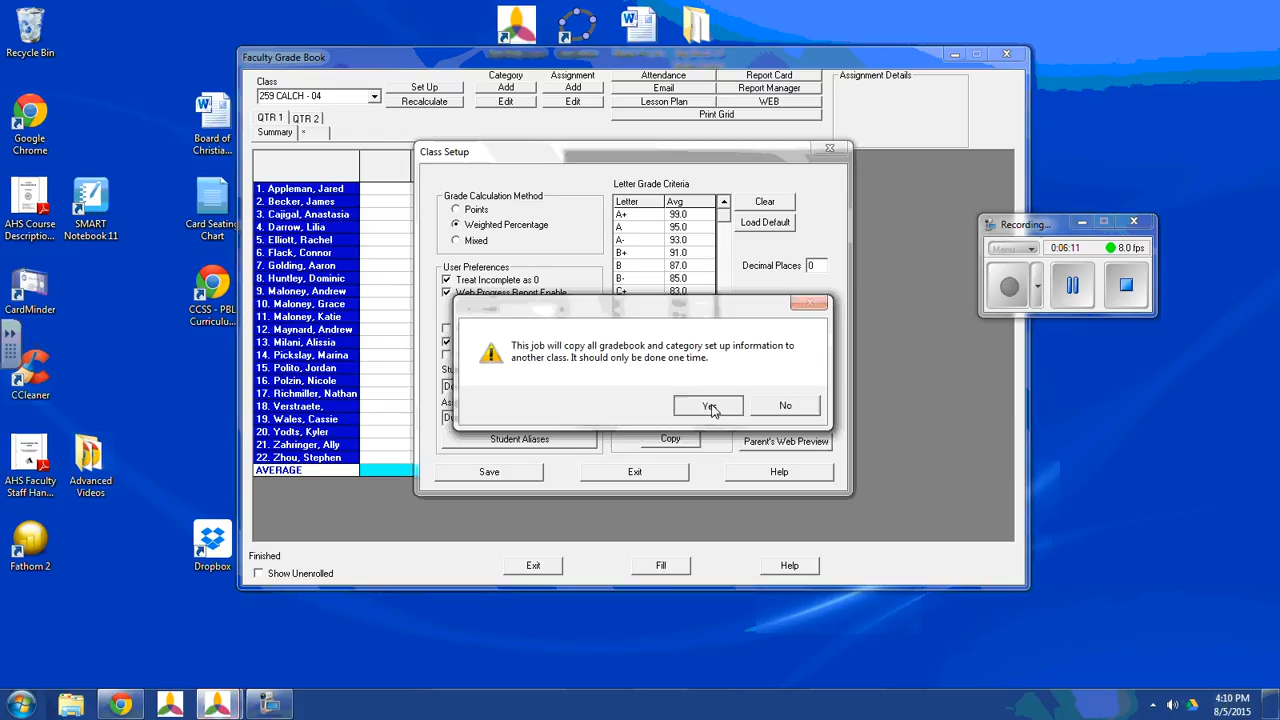 Recycle Bin
Google
Chrome
Board of
Christia...
AHS Course
Descriptio...
SMART
Notebook 11
Card Seating
Chart
CardMinder
CCSS - PBL
Curriculu...
CCleaner
AHS Faculty
Staff Han...
Advanced
Videos
Fathom 2
Dropbox
Faculty Grade Book
Class
259 CALCH - 04
Set Up
Recalculate
Category
Add
Edit
Assignment
Add
Edit
Attendance
Report Card
Email
Report Manager
Lesson Plan
WEB
Print Grid
Assignment Details
QTR 1
QTR 2
Summary
*
1. Appleman, Jared
2. Becker, James
3. Cajigal, Anastasia
4. Darrow, Lilia
5. Elliott, Rachel
6. Flack, Connor
7. Golding, Aaron
8. Huntley, Dominic
9. Maloney, Andrew
10. Maloney, Grace
11. Maloney, Katie
12. Maynard, Andrew
13. Milani, Alissia
14. Pickslay, Marina
15. Polito, Jordan
16. Polzin, Nicole
17. Richmiller, Nathan
18. Verstraete,
19. Wales, Cassie
20. Yodts, Kyler
21. Zahringer, Ally
22. Zhou, Stephen
AVERAGE
Finished
Show Unenrolled
Exit
Fill
Help
Class Setup
Grade Calculation Method
Points
Weighted Percentage
Mixed
User Preferences
Treat Incomplete as 0
Web Progress Report Enable
Letter Grade Criteria
Letter Avg
A+ 99.0
A 95.0
A- 93.0
B+ 91.0
B 87.0
B- 85.0
C+ 83.0
Clear
Load Default
Decimal Places 0
This job will copy all gradebook and category set up information to
another class. It should only be done one time.
Yes
No
Student Aliases
Copy
Parent's Web Preview
Save
Exit
Help
Recording...
Menu
0:06:11
8.0 fps
4:10 PM
8/5/2015